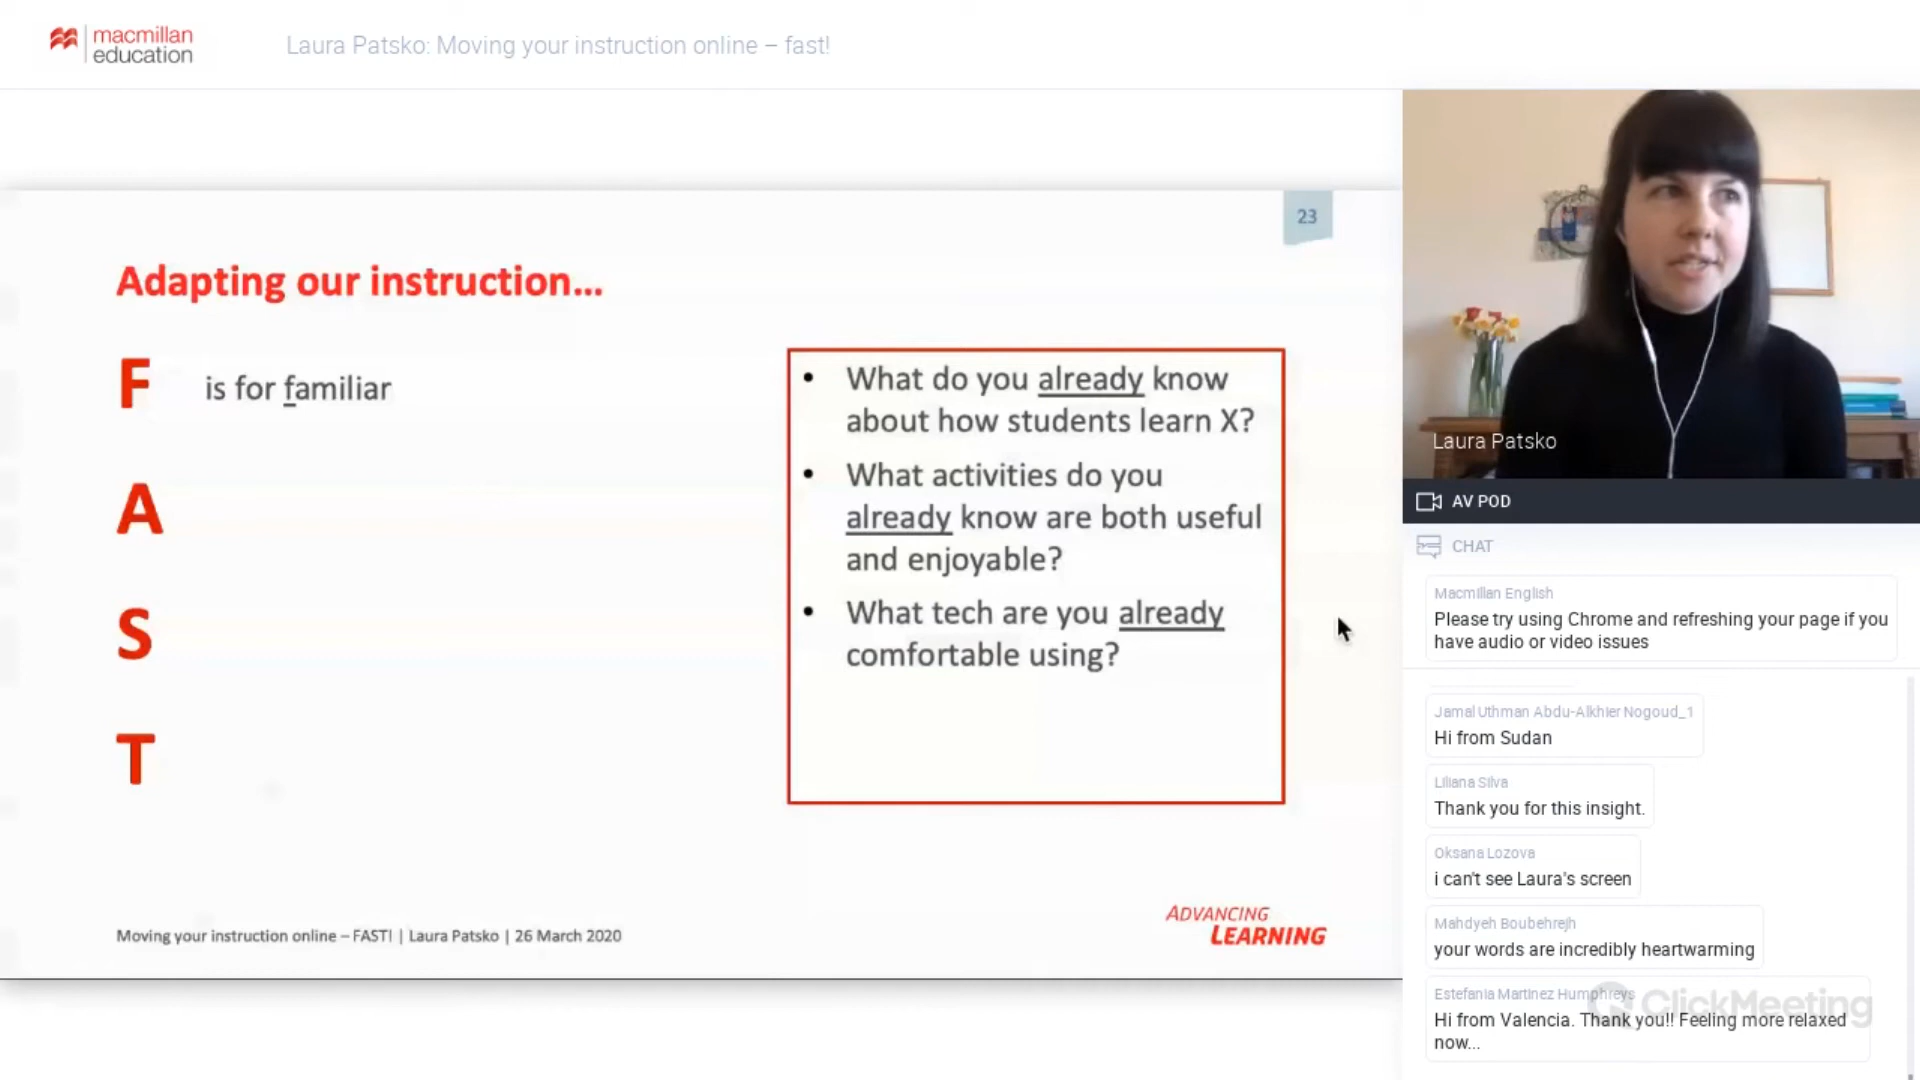 macmillan
education
Laura Patsko: Moving your instruction online – fast!
23
Adapting our instruction...
F is for familiar
A
S
T
• What do you already know
about how students learn X?
• What activities do you
already know are both useful
and enjoyable?
• What tech are you already
comfortable using?
Moving your instruction online – FAST! | Laura Patsko | 26 March 2020
ADVANCING
LEARNING
Laura Patsko
AV POD
CHAT
Macmillan English
Please try using Chrome and refreshing your page if you
have audio or video issues
Jamal Uthman Abdu-Alkhier Nogoud_1
Hi from Sudan
Liliana Silva
Thank you for this insight.
Oksana Lozova
i can't see Laura's screen
Mahdyeh Boubehrejh
your words are incredibly heartwarming
Estefania Martinez Humphreys
ClickMeeting
Hi from Valencia. Thank you!! Feeling more relaxed
now...